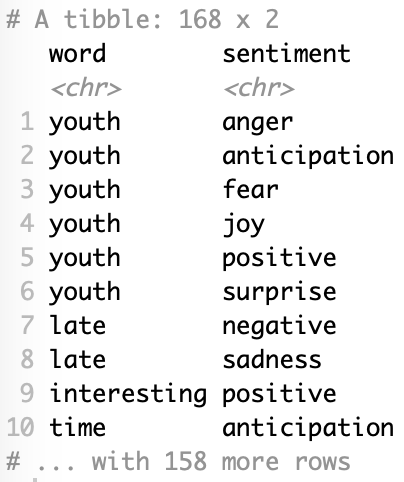 # A tibble: 168 x 2
word sentiment
<chr> <chr>
1 youth anger
2 youth anticipation
3 youth fear
4 youth joy
5 youth positive
6 youth surprise
7 late negative
8 late sadness
9 interesting positive
10 time anticipation
# ... with 158 more rows